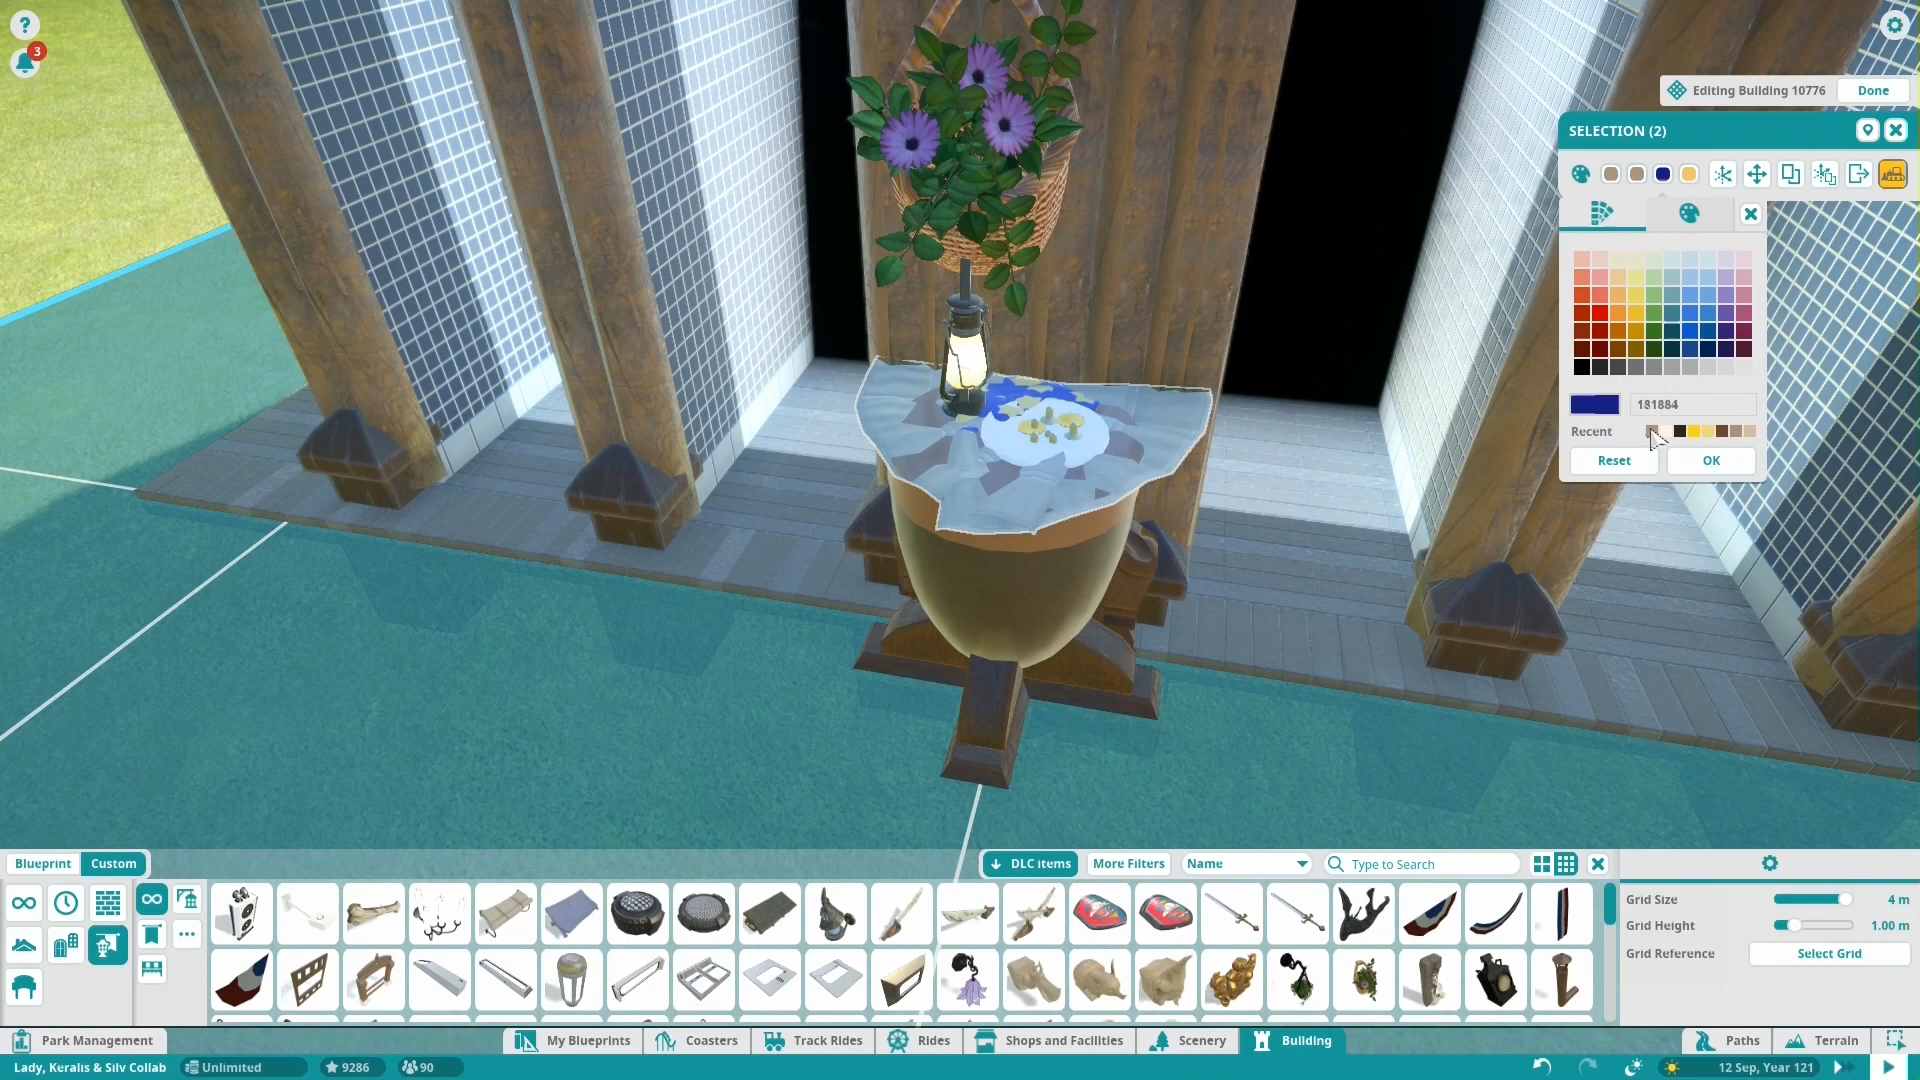 ?
3
Editing Building 10776
Done
SELECTION (2)
131884
Recent
Reset
OK
Blueprint
Custom
DLC items
More Filters
Name
Type to Search
Grid Size
4 m
Grid Height
1.00 m
Grid Reference
Select Grid
Park Management
My Blueprints
Coasters
Track Rides
Rides
Shops and Facilities
Scenery
Building
Paths
Terrain
Lady, Keralis & Silv Collab
Unlimited
9286
90
12 Sep, Year 121